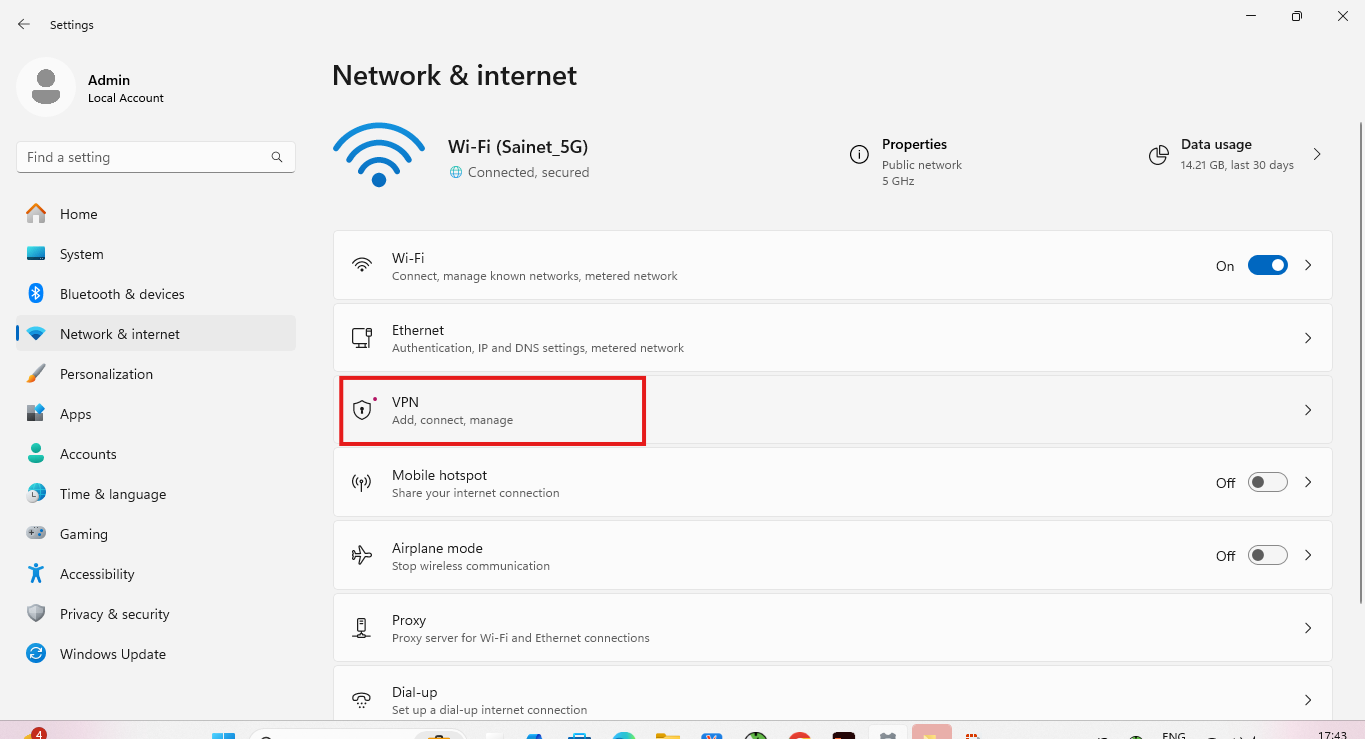 Settings
Admin
Local Account
Find a setting
Home
System
Bluetooth & devices
Network & internet
Personalization
Apps
Accounts
Time & language
Gaming
Accessibility
Privacy & security
Windows Update
Network & internet
Wi-Fi (Sainet_5G)
Connected, secured
Properties
Public network
5 GHz
Data usage
14.21 GB, last 30 days
Wi-Fi
Connect, manage known networks, metered network
On
Ethernet
Authentication, IP and DNS settings, metered network
VPN
Add, connect, manage
Mobile hotspot
Share your internet connection
Off
Airplane mode
Stop wireless communication
Off
Proxy
Proxy server for Wi-Fi and Ethernet connections
Dial-up
Set up a dial-up internet connection
4
ENG
17:43